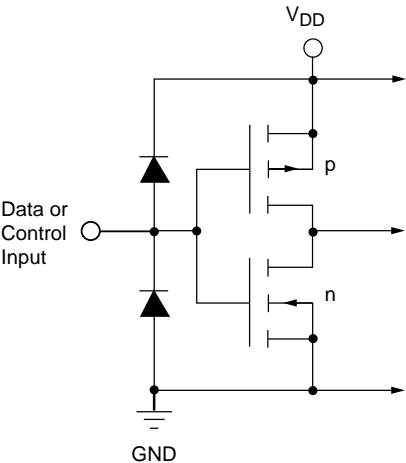 VDD
p
Data or
Control
Input
n
GND